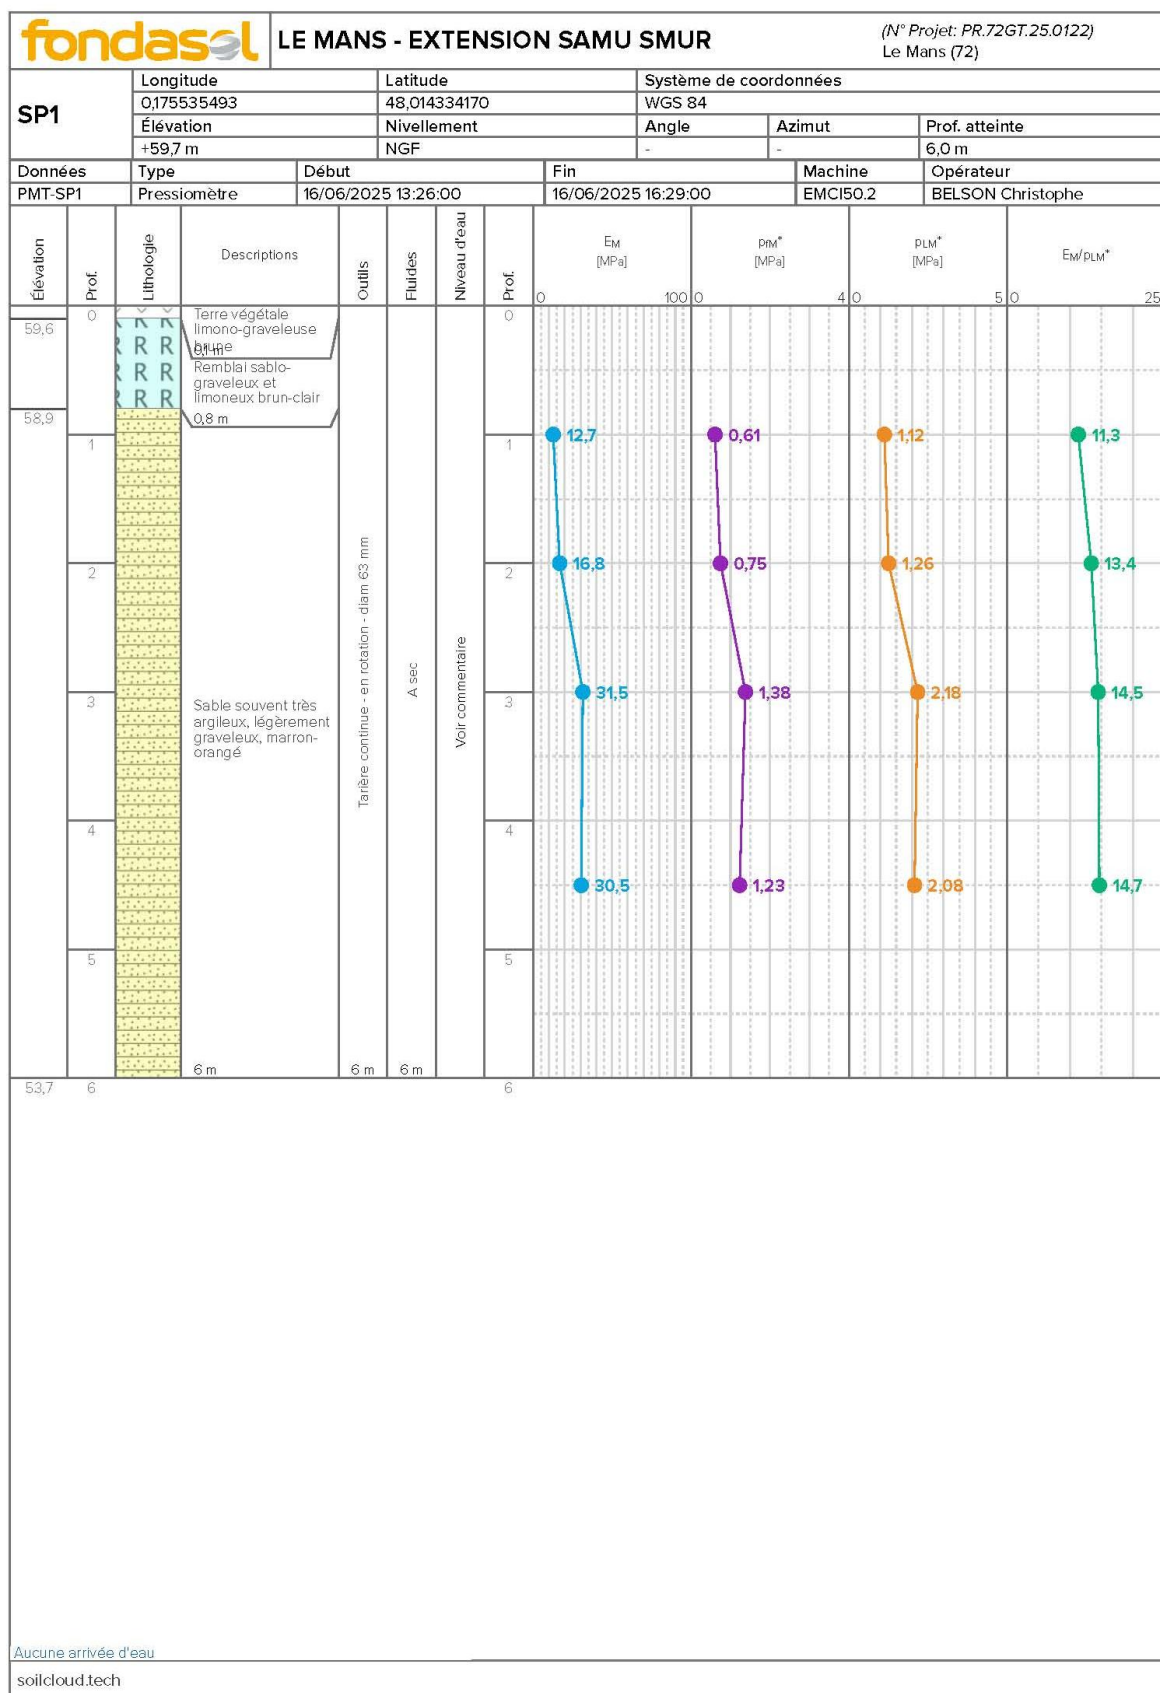 fondasol
LE MANS - EXTENSION SAMU SMUR
(N° Projet: PR.72GT.25.0122)
Le Mans (72)
SP1
Longitude Latitude Système de coordonnées
0,175535493 48,014334170 WGS 84
Élévation Nivellement Angle Azimut Prof. atteinte
+59,7 m NGF - - 6,0 m
Données Type Début Fin Machine Opérateur
PMT-SP1 Pressiomètre 16/06/2025 13:26:00 16/06/2025 16:29:00 EMCI50.2 BELSON Christophe
Élévation
Prof.
Lithologie
Descriptions
Outils
Fluides
Niveau d'eau
Prof.
EM
[MPa]
pfM*
[MPa]
pLM*
[MPa]
EM/pLM*
0 100 0 4 0 5 0 25
0 0
Terre végétale
limono-graveleuse
brune
0,1 m
59,6
R R R
R R R
R R R
R R R
Remblai sablo-
graveleux et
limoneux brun-clair
0,8 m
58,9
1 1 12,7 0,61 1,12 11,3
2 2 16,8 0,75 1,26 13,4
3 3 31,5 1,38 2,18 14,5
Sable souvent très
argileux, légèrement
graveleux, marron-
orangé
Tarière continue - en rotation - diam 63 mm
A sec
Voir commentaire
4 4
30,5 1,23 2,08 14,7
5 5
6 m 6 m 6 m
53,7 6 6
Aucune arrivée d'eau
soilcloud.tech